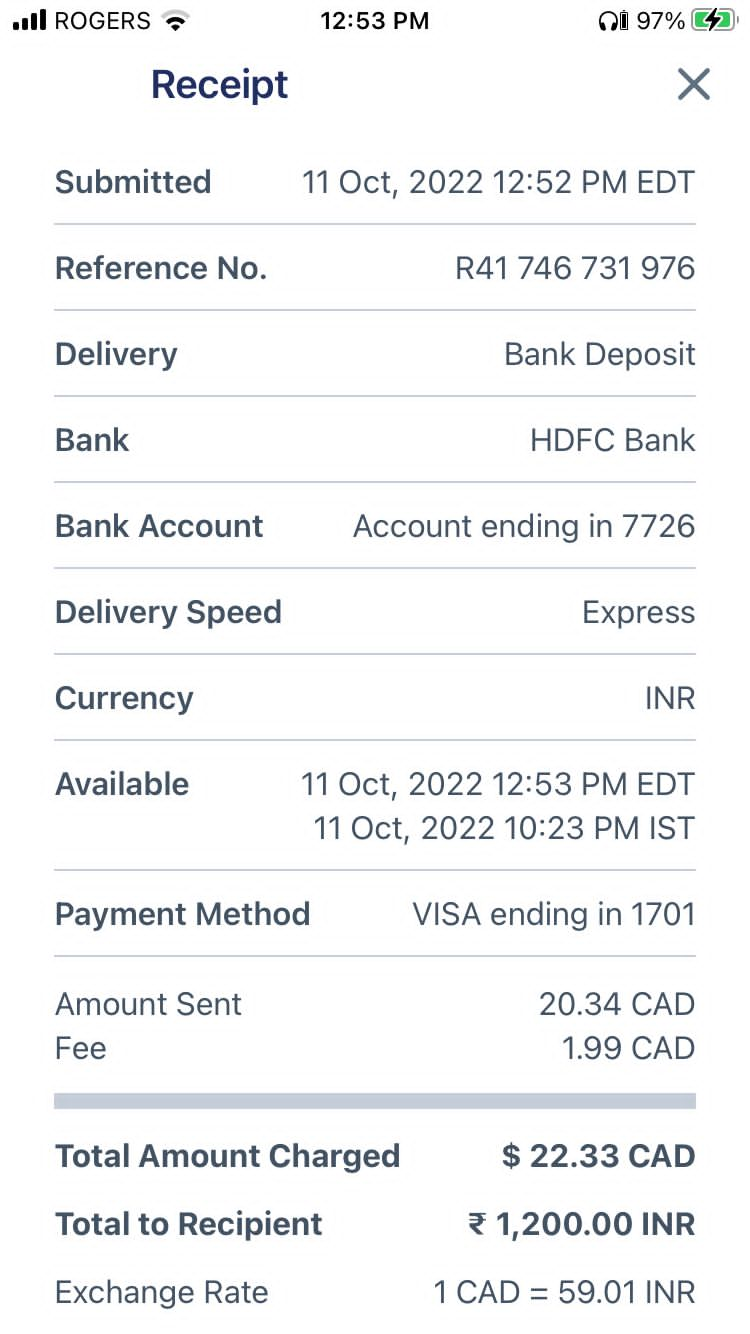 ROGERS 12:53 PM 97%
Receipt
Submitted 11 Oct, 2022 12:52 PM EDT
Reference No. R41 746 731 976
Delivery Bank Deposit
Bank HDFC Bank
Bank Account Account ending in 7726
Delivery Speed Express
Currency INR
Available 11 Oct, 2022 12:53 PM EDT
11 Oct, 2022 10:23 PM IST
Payment Method VISA ending in 1701
Amount Sent 20.34 CAD
Fee 1.99 CAD
Total Amount Charged $ 22.33 CAD
Total to Recipient ₹ 1,200.00 INR
Exchange Rate 1 CAD = 59.01 INR